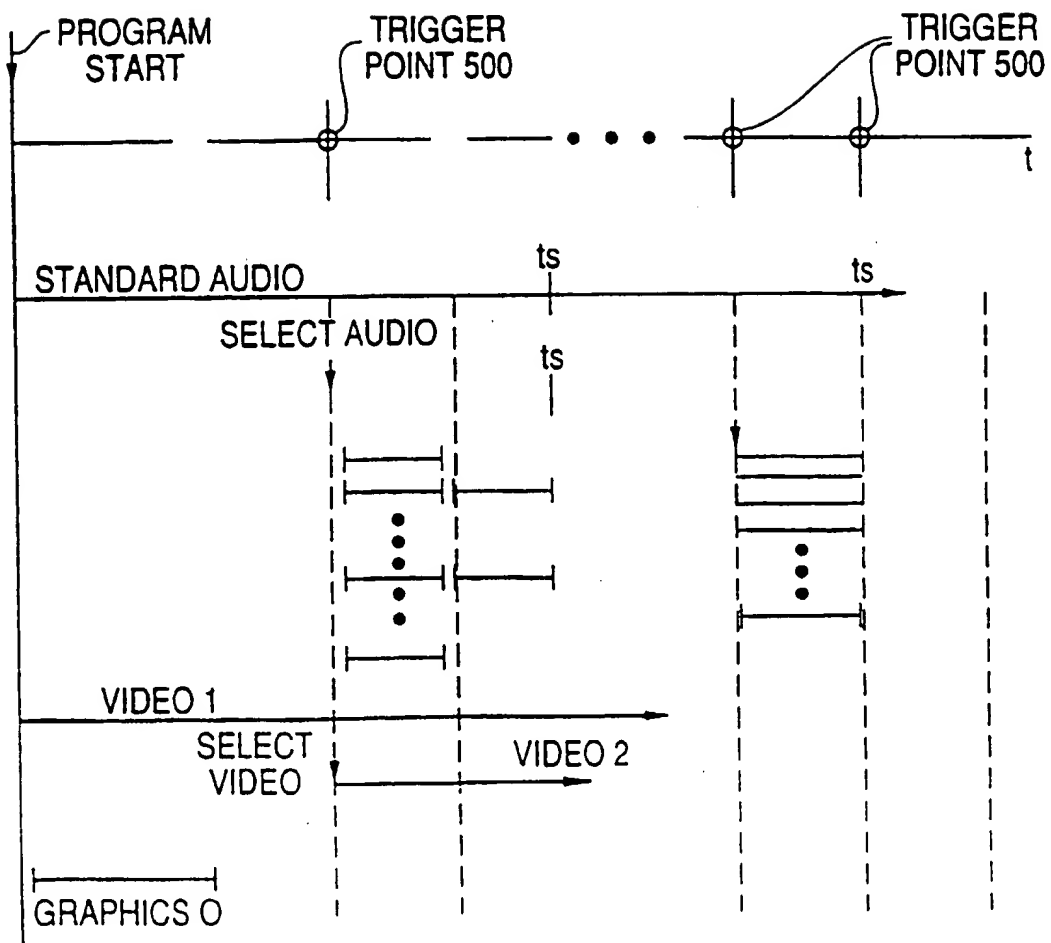 PROGRAM
START
TRIGGER
POINT 500
TRIGGER
POINT 500
t
STANDARD AUDIO
ts
ts
SELECT AUDIO
ts
VIDEO 1
SELECT
VIDEO
VIDEO 2
GRAPHICS O